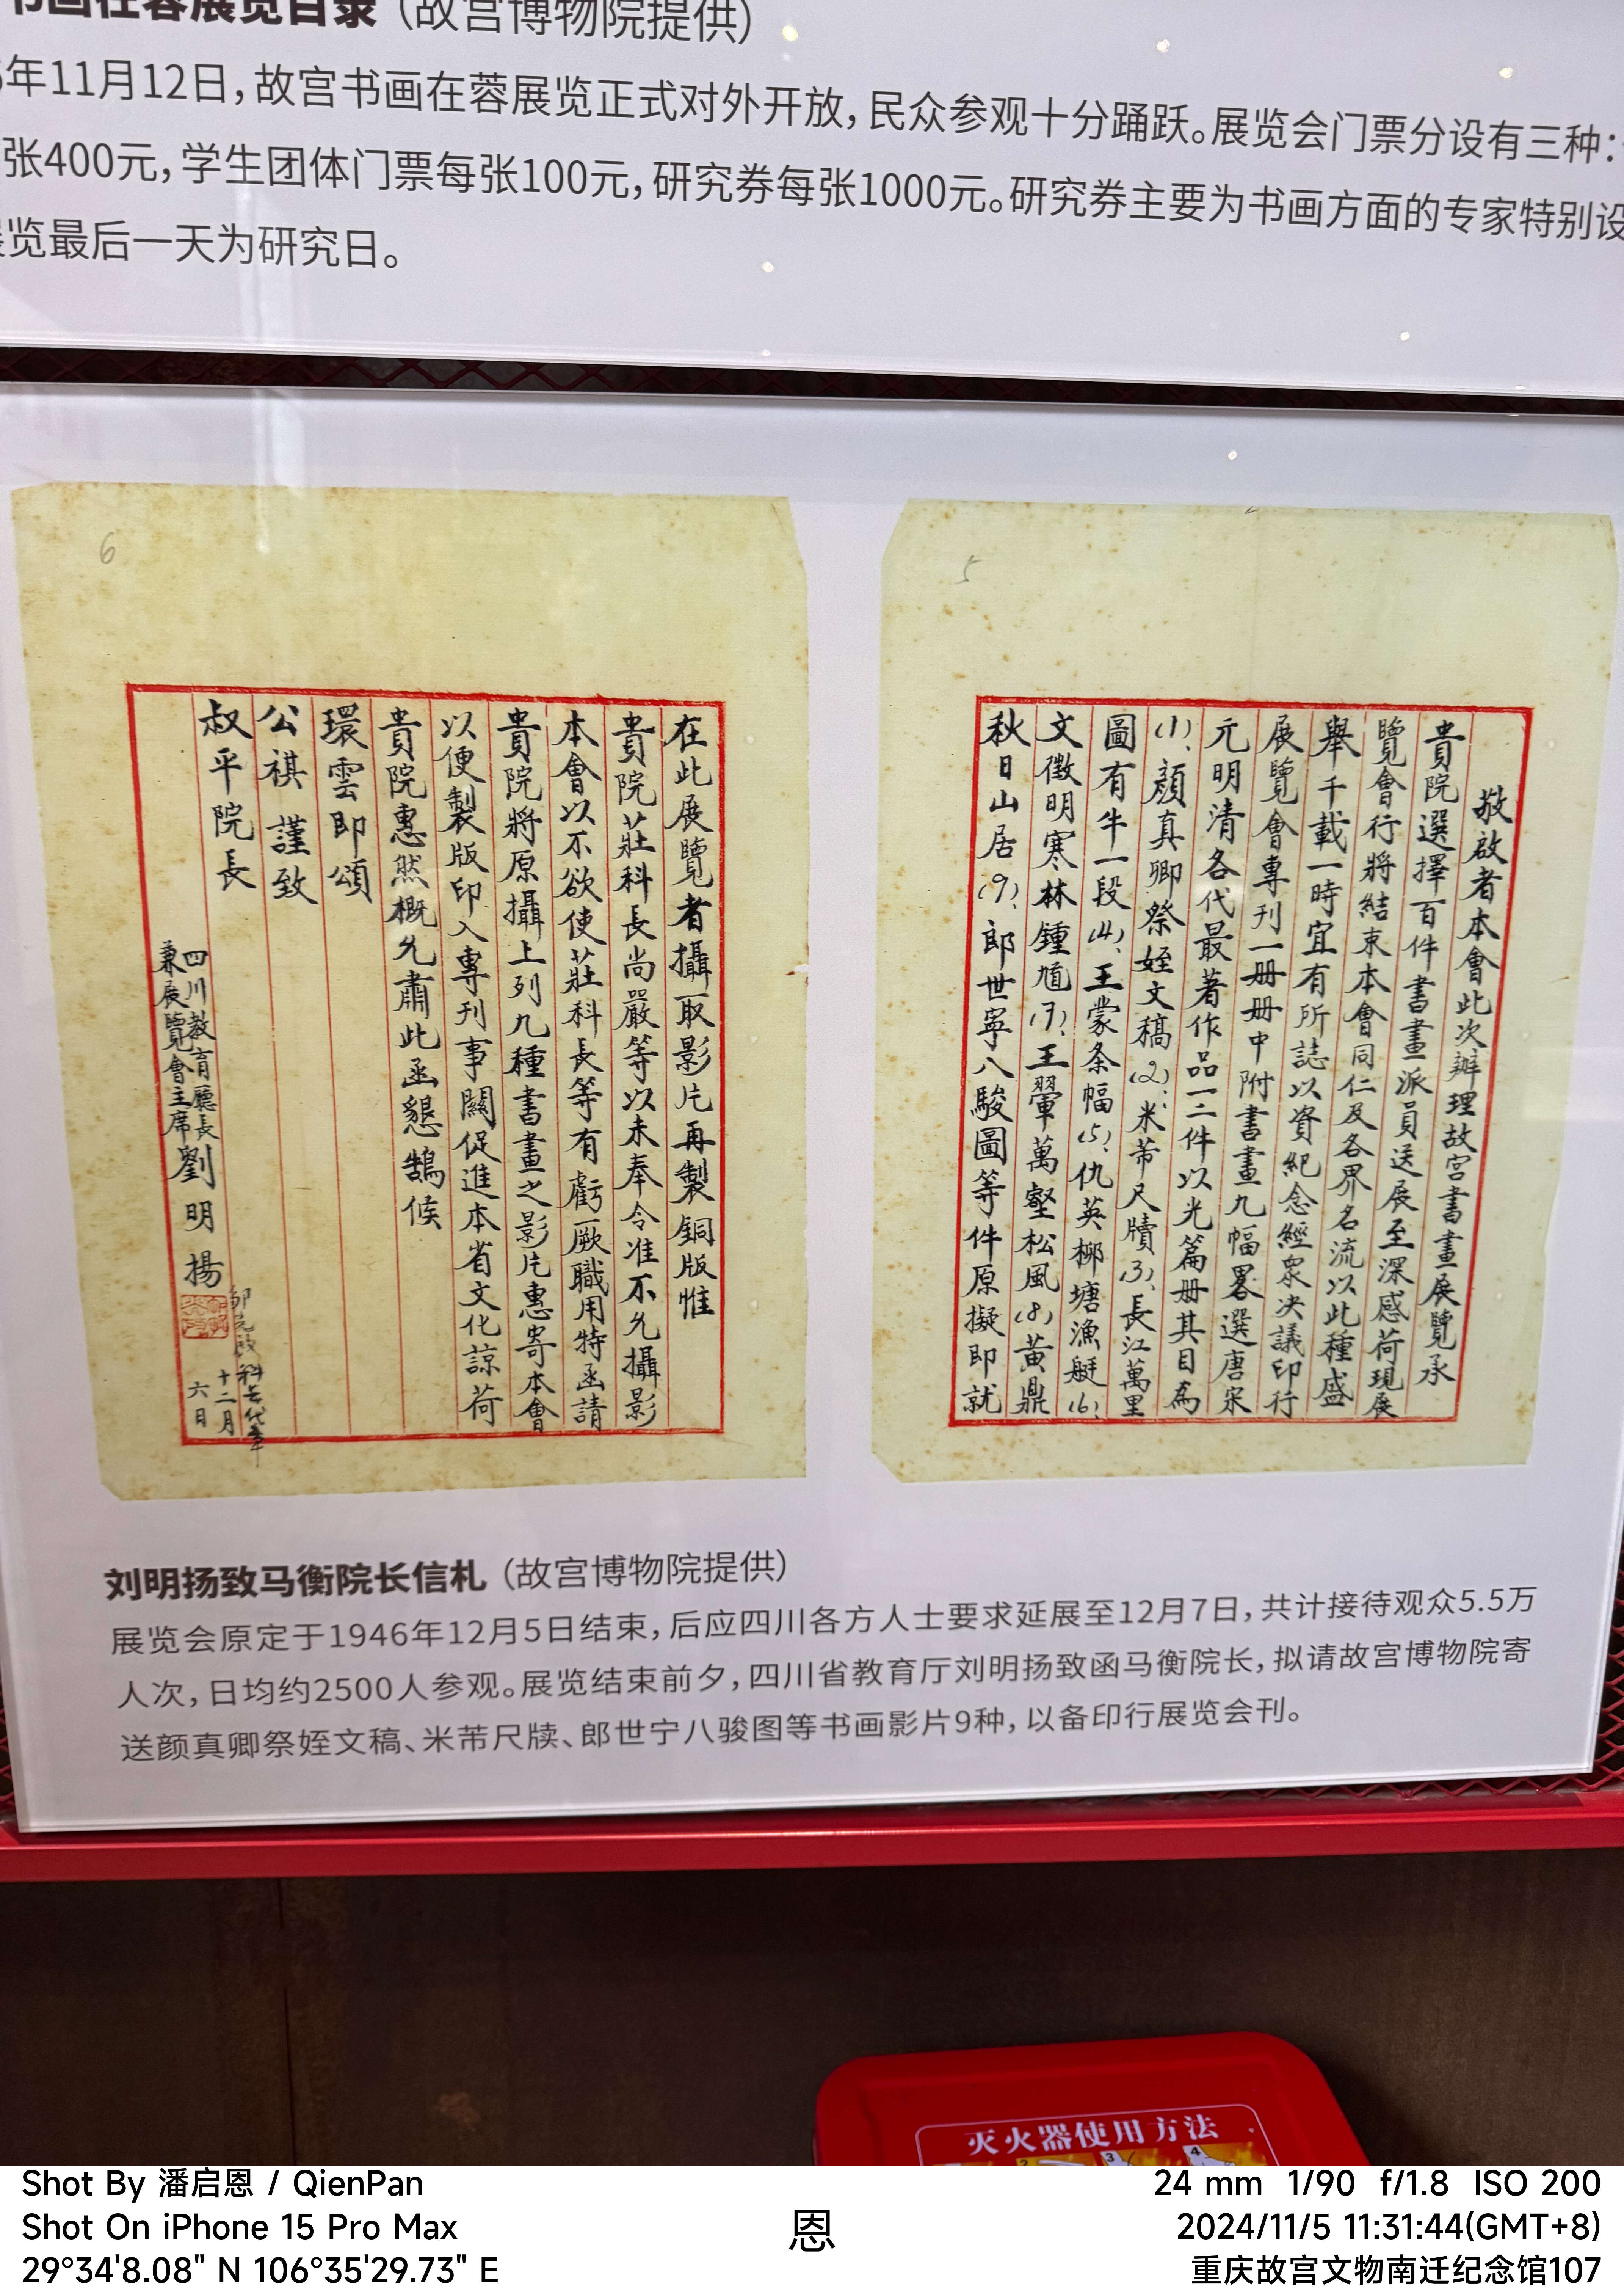 书画在蓉展览目录（故宫博物院提供）
年11月12日，故宫书画在蓉展览正式对外开放，民众参观十分踊跃。展览会门票分设有三种：
张400元，学生团体门票每张100元，研究券每张1000元。研究券主要为书画方面的专家特别设
览最后一天为研究日。
5
敬啟者本會此次辦理故宮書畫展覽承
貴院選擇百件書畫派員送展至深感荷現展
覽會行將結束本會同仁及各界名流以此種盛
舉千載一時宜有所誌以資紀念經眾決議印行
展覽會專刊一册册中附書畫九幅畧選唐宋
元明清各代最著作品一二件以光篇册其目為
(1)、顏真卿祭姪文稿(2)、米芾尺牘(3)、長江萬里
圖有牛一段(4)、王蒙条幅(5)、仇英柳塘漁艇(6)、
文徵明寒林鍾馗(7)、王翬萬壑松風(8)黃鼎
秋日山居(9)、郎世寧八駿圖等件原擬即就
6
在此展覽者攝取影片再製銅版惟
貴院莊科長尚嚴等以未奉令准不允攝影
本會以不欲使莊科長等有虧厥職用特函請
貴院將原攝上列九種書畫之影片惠寄本會
以便製版印入專刊事關促進本省文化諒荷
貴院惠然概允肅此函懇鵠候
環雲即頌
公祺 謹致
叔平院長
四川教育廳長
兼展覽會主席劉明揚
科長代章
十二月
六日
刘明扬致马衡院长信札（故宫博物院提供）
展览会原定于1946年12月5日结束，后应四川各方人士要求延展至12月7日，共计接待观众5.5万
人次，日均约2500人参观。展览结束前夕，四川省教育厅刘明扬致函马衡院长，拟请故宫博物院寄
送颜真卿祭姪文稿、米芾尺牍、郎世宁八骏图等书画影片9种，以备印行展览会刊。
灭火器使用方法
2 3 4
Shot By 潘启恩 / QienPan
Shot On iPhone 15 Pro Max
29°34'8.08" N 106°35'29.73" E
恩
24 mm 1/90 f/1.8 ISO 200
2024/11/5 11:31:44(GMT+8)
重庆故宫文物南迁纪念馆107